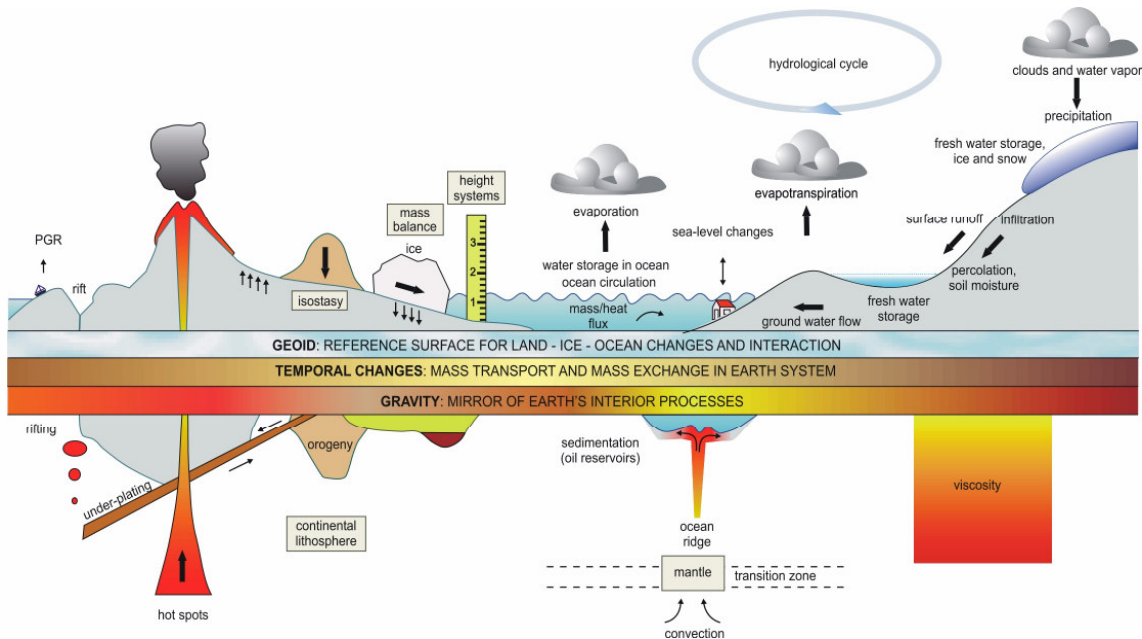 hydrological cycle
clouds and water vapor
precipitation
fresh water storage,
ice and snow
evapotranspiration
evaporation
height
systems
mass
balance
ice
PGR
rift
isostasy
3
2
1
water storage in ocean
ocean circulation
sea-level changes
mass/heat
flux
surface runoff
infiltration
percolation,
soil moisture
fresh water
storage
ground water flow
GEOID: REFERENCE SURFACE FOR LAND - ICE - OCEAN CHANGES AND INTERACTION
TEMPORAL CHANGES: MASS TRANSPORT AND MASS EXCHANGE IN EARTH SYSTEM
GRAVITY: MIRROR OF EARTH'S INTERIOR PROCESSES
rifting
under-plating
orogeny
continental
lithosphere
hot spots
sedimentation
(oil reservoirs)
ocean
ridge
mantle
transition zone
convection
viscosity